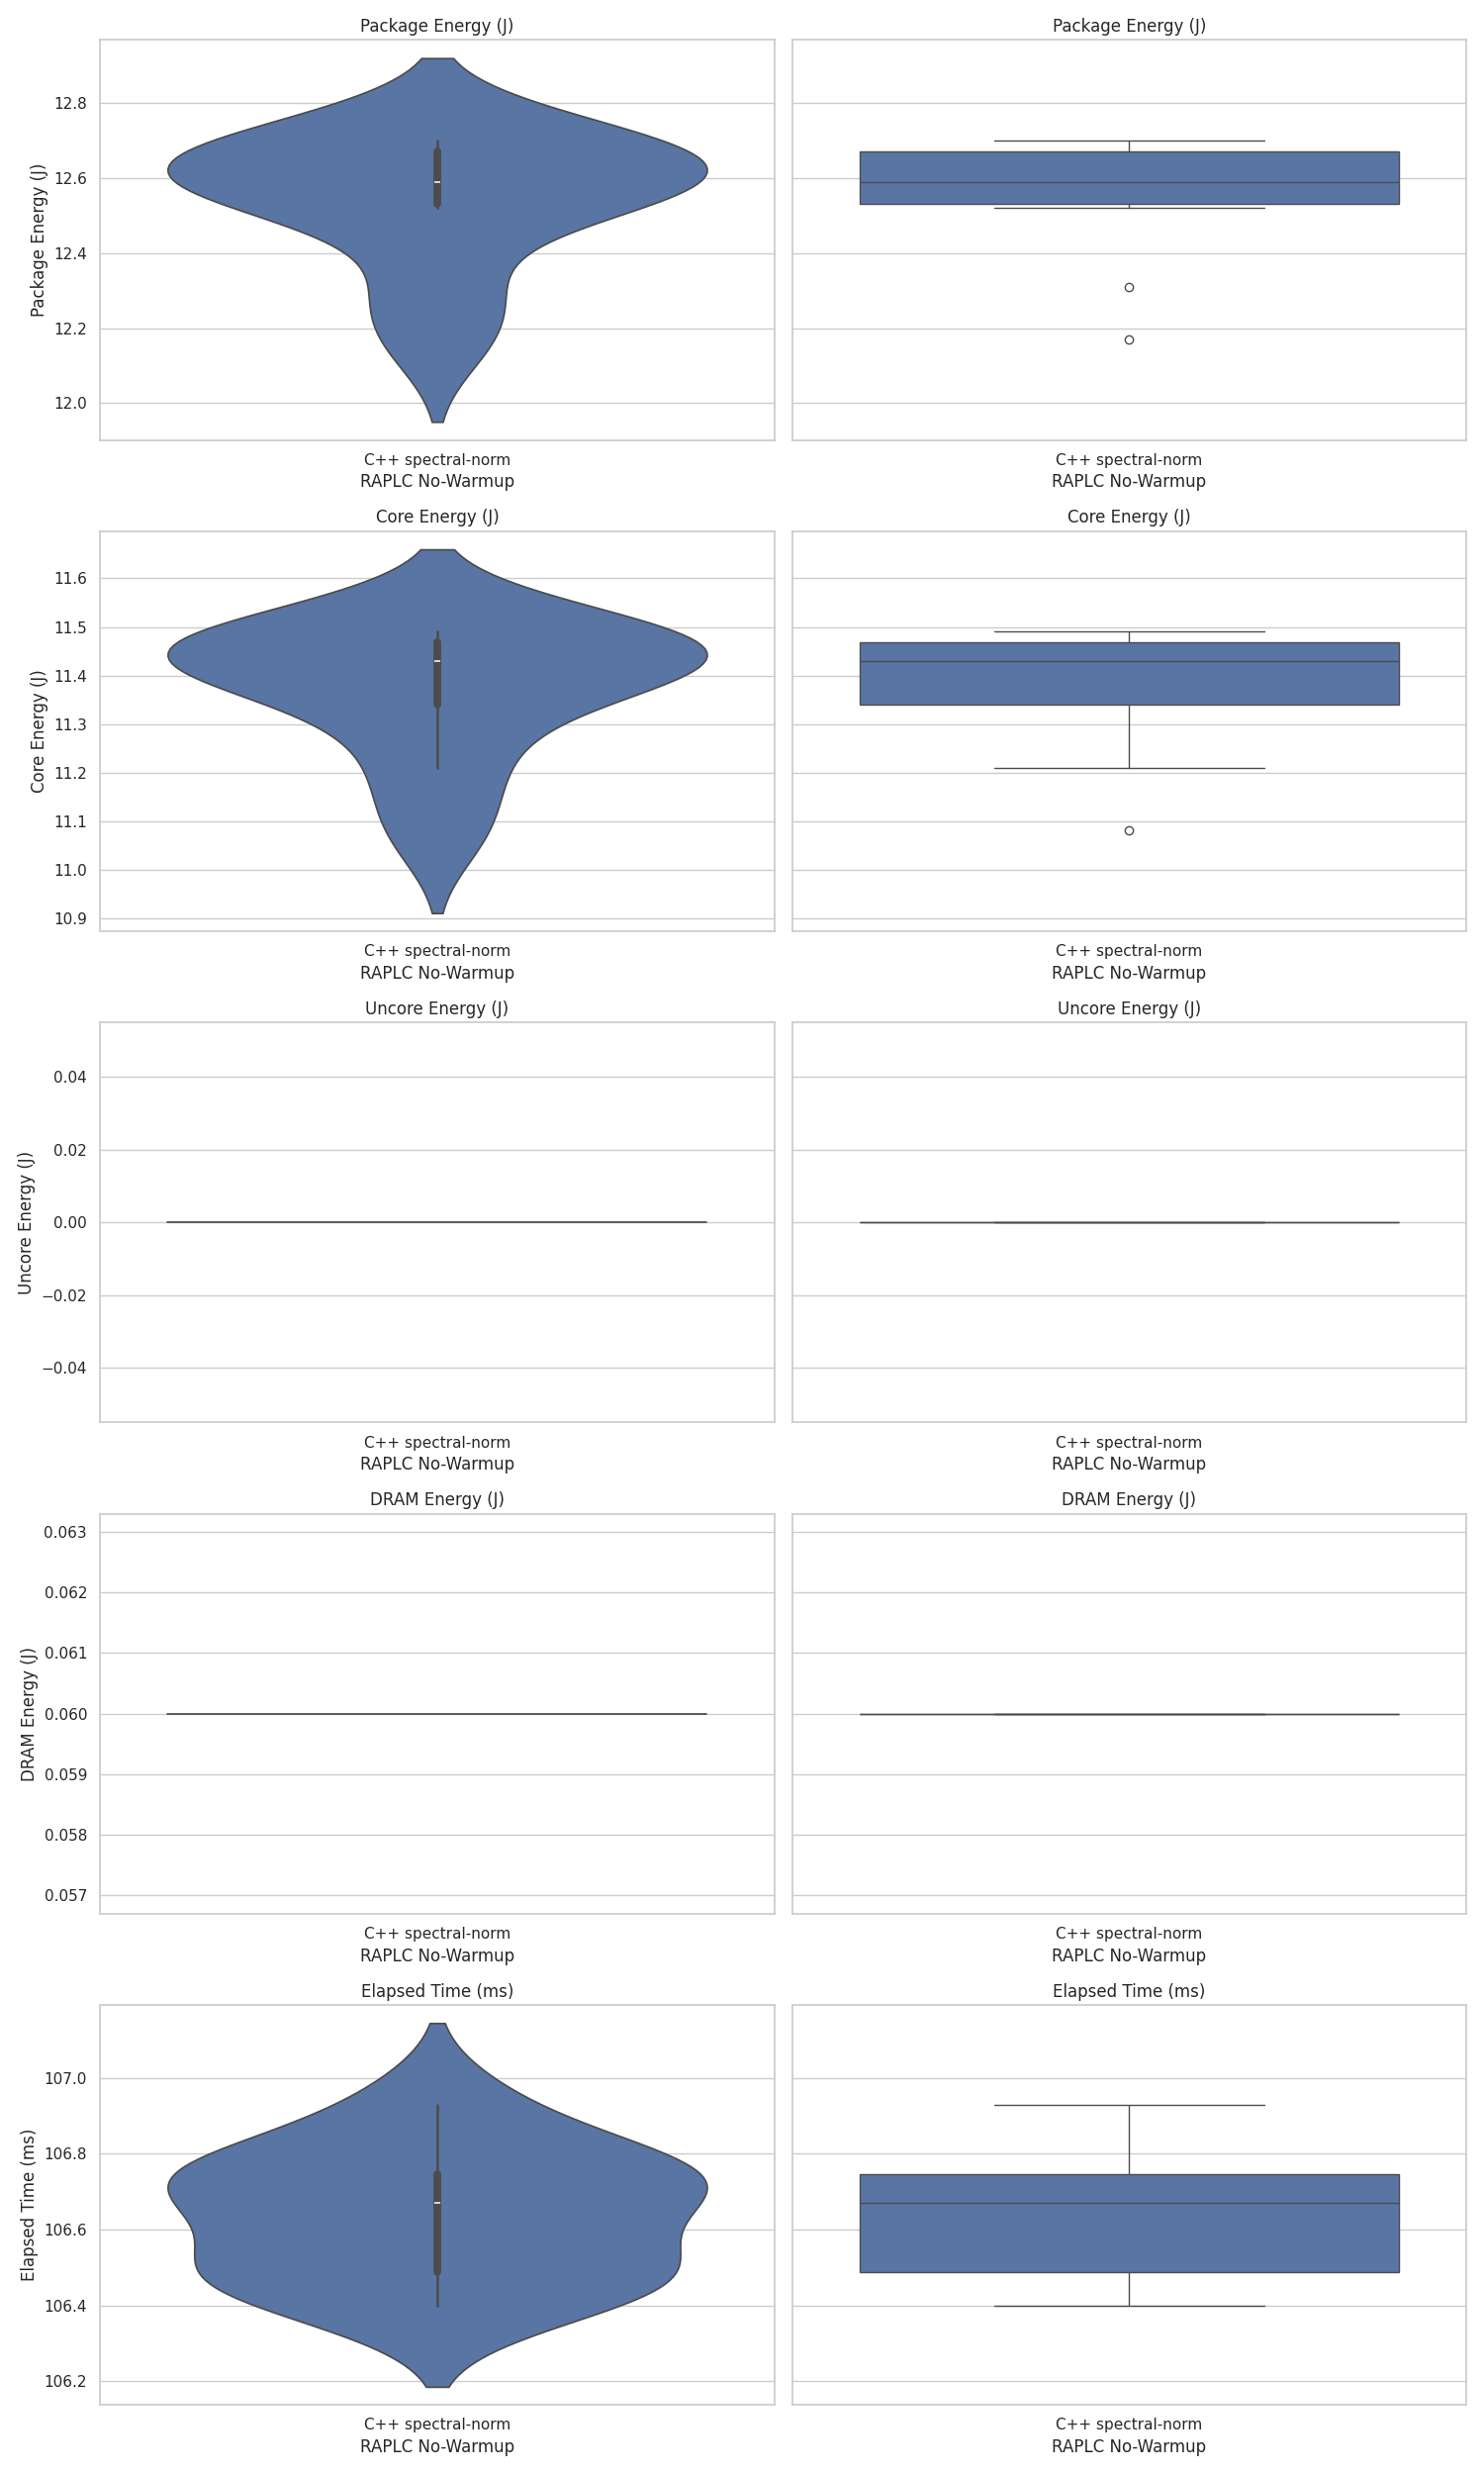 Package Energy (J)
Package Energy (J)
Package Energy (J)
12.8
12.6
12.4
12.2
12.0
C++ spectral-norm
RAPLC No-Warmup
C++ spectral-norm
RAPLC No-Warmup
Core Energy (J)
Core Energy (J)
Core Energy (J)
11.6
11.5
11.4
11.3
11.2
11.1
11.0
10.9
C++ spectral-norm
RAPLC No-Warmup
C++ spectral-norm
RAPLC No-Warmup
Uncore Energy (J)
Uncore Energy (J)
Uncore Energy (J)
0.04
0.02
0.00
−0.02
−0.04
C++ spectral-norm
RAPLC No-Warmup
C++ spectral-norm
RAPLC No-Warmup
DRAM Energy (J)
DRAM Energy (J)
DRAM Energy (J)
0.063
0.062
0.061
0.060
0.059
0.058
0.057
C++ spectral-norm
RAPLC No-Warmup
C++ spectral-norm
RAPLC No-Warmup
Elapsed Time (ms)
Elapsed Time (ms)
Elapsed Time (ms)
107.0
106.8
106.6
106.4
106.2
C++ spectral-norm
RAPLC No-Warmup
C++ spectral-norm
RAPLC No-Warmup